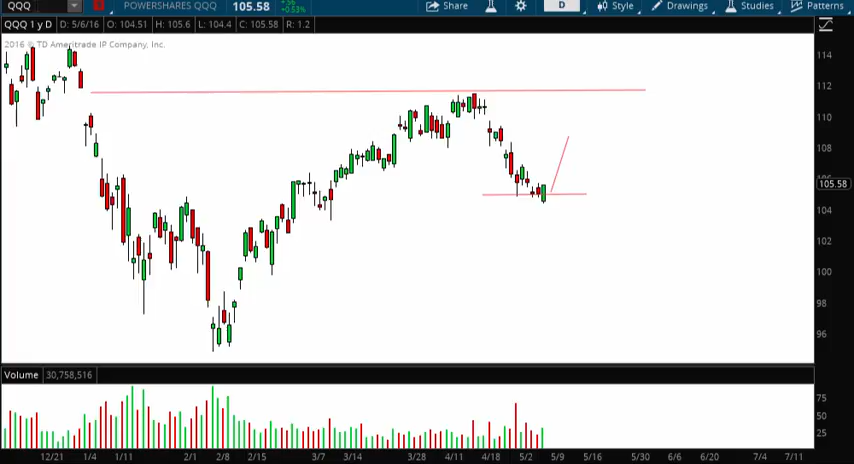 QQQ POWERSHARES QQQ 105.58 +.56 +0.53% Share D Style Drawings Studies Patterns
QQQ 1 y D D: 5/6/16 O: 104.51 H: 105.6 L: 104.4 C: 105.58 R: 1.2
2016 © TD Ameritrade IP Company, Inc.
114
112
110
108
106
105.58
104
102
100
98
96
Volume 30,758,516
75
50
25
12/21 1/4 1/11 2/1 2/8 2/15 3/7 3/14 3/28 4/11 4/18 5/2 5/9 5/16 5/30 6/6 6/20 7/4 7/11